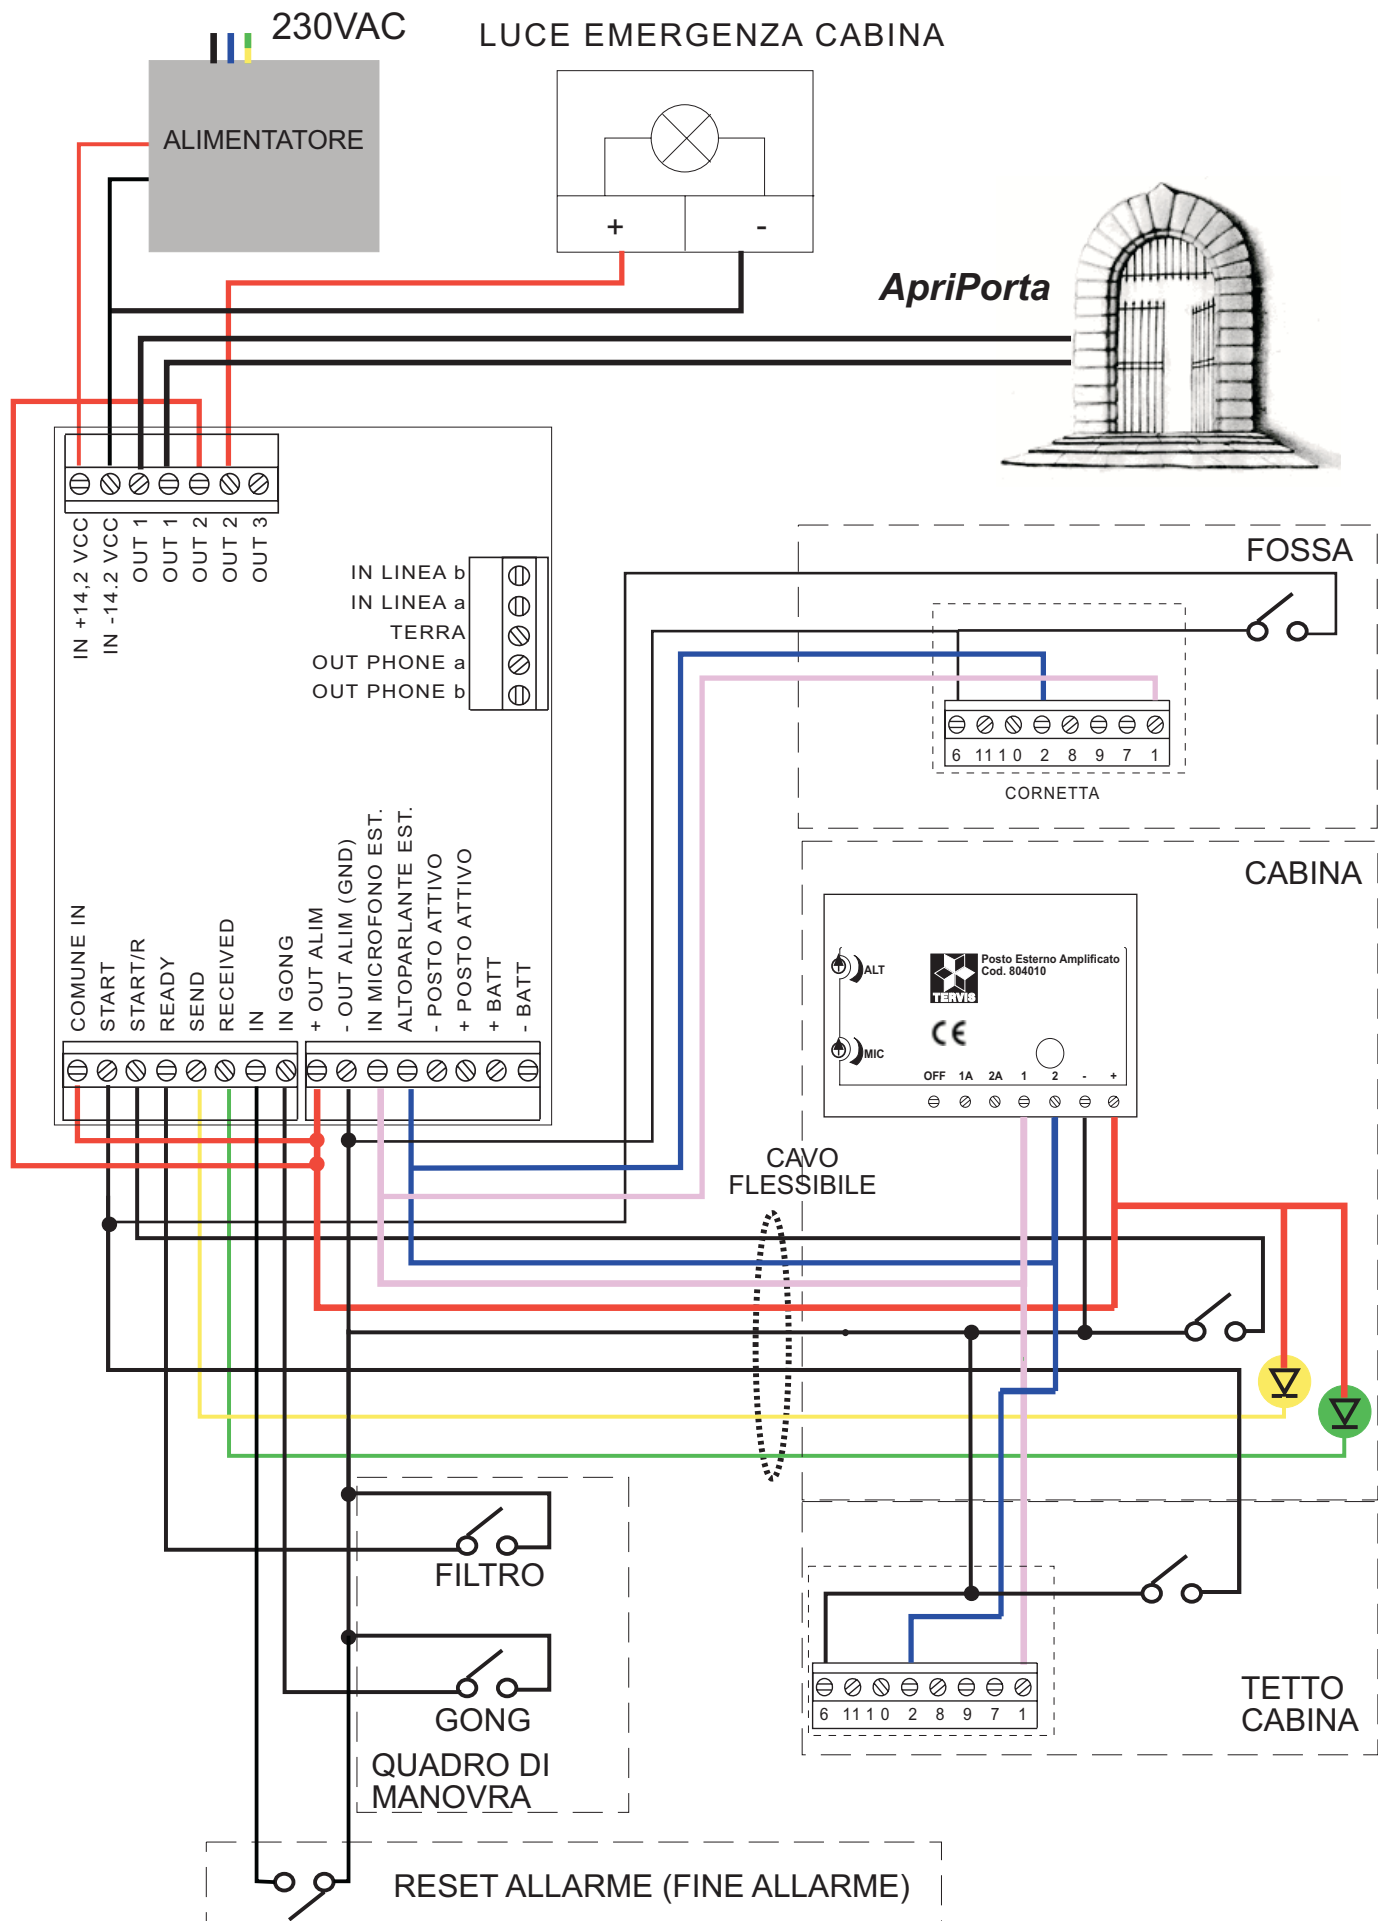 230VAC
LUCE EMERGENZA CABINA
ALIMENTATORE
+ -
ApriPorta
IN +14,2 VCC
IN -14.2 VCC
OUT 1
OUT 1
OUT 2
OUT 2
OUT 3
IN LINEA b
IN LINEA a
TERRA
OUT PHONE a
OUT PHONE b
FOSSA
6 11 1 0 2 8 9 7 1
CORNETTA
COMUNE IN
START
START/R
READY
SEND
RECEIVED
IN
IN GONG
+ OUT ALIM
- OUT ALIM (GND)
IN MICROFONO EST.
ALTOPARLANTE EST.
- POSTO ATTIVO
+ POSTO ATTIVO
+ BATT
- BATT
CABINA
ALT
TERVIS
Posto Esterno Amplificato
Cod. 804010
CE
MIC
OFF 1A 2A 1 2 - +
CAVO
FLESSIBILE
FILTRO
GONG
QUADRO DI
MANOVRA
6 11 1 0 2 8 9 7 1
TETTO
CABINA
RESET ALLARME (FINE ALLARME)